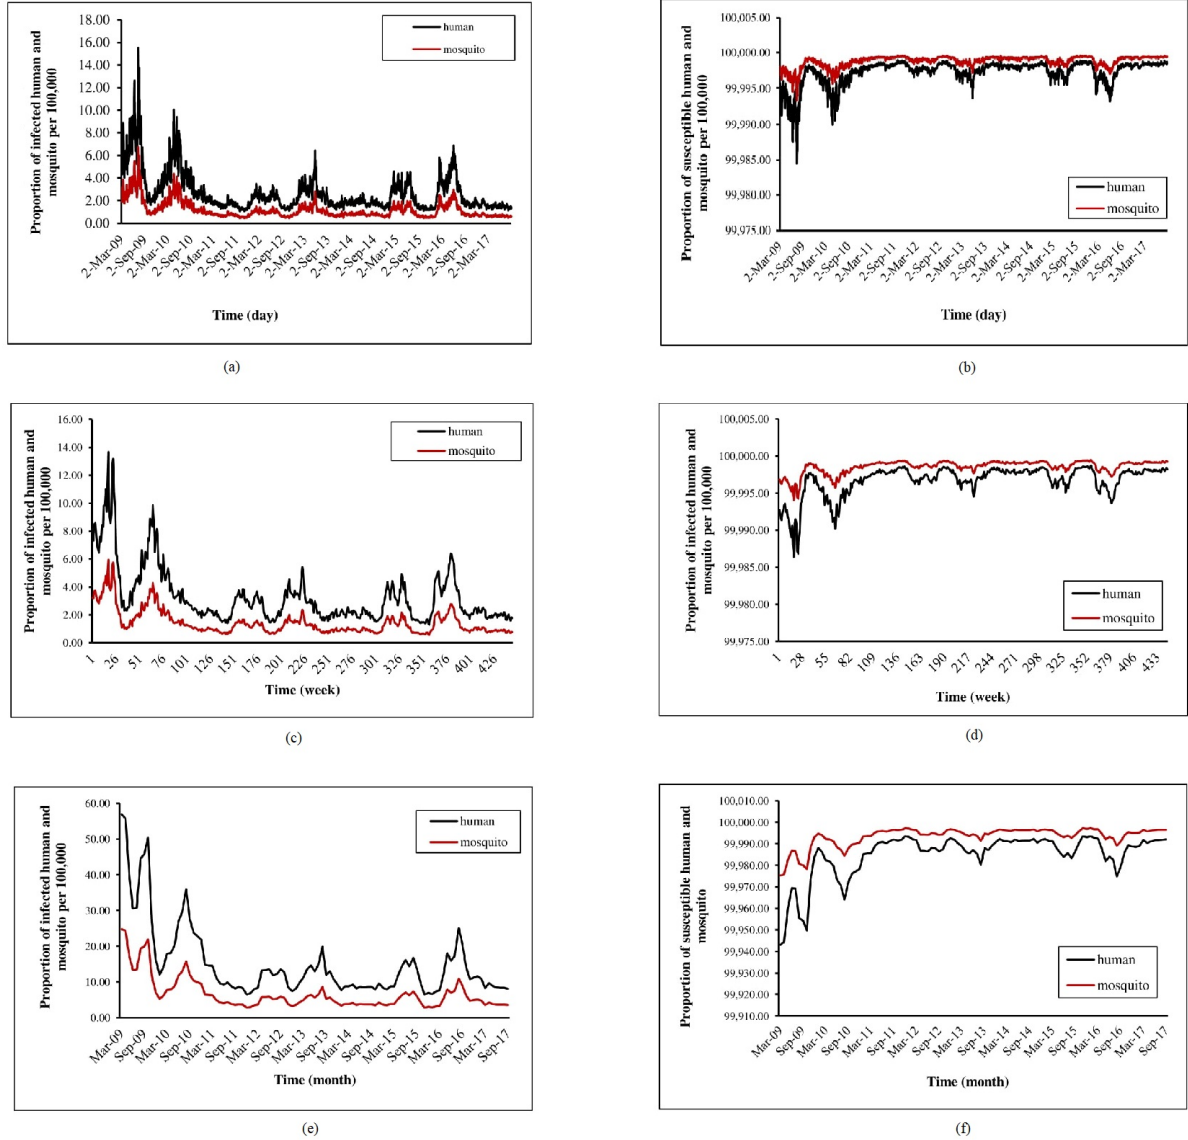 Proportion of infected human and
mosquito per 100,000
18.00
16.00
14.00
12.00
10.00
8.00
6.00
4.00
2.00
0.00
human
mosquito
2-Mar-09
2-Sep-09
2-Mar-10
2-Sep-10
2-Mar-11
2-Sep-11
2-Mar-12
2-Sep-12
2-Mar-13
2-Sep-13
2-Mar-14
2-Sep-14
2-Mar-15
2-Sep-15
2-Mar-16
2-Sep-16
2-Mar-17
Time (day)
(a)
Proportion of susceptible human and
mosquito per 100,000
100,005.00
100,000.00
99,995.00
99,990.00
99,985.00
99,980.00
99,975.00
human
mosquito
2-Mar-09
2-Sep-09
2-Mar-10
2-Sep-10
2-Mar-11
2-Sep-11
2-Mar-12
2-Sep-12
2-Mar-13
2-Sep-13
2-Mar-14
2-Sep-14
2-Mar-15
2-Sep-15
2-Mar-16
2-Sep-16
2-Mar-17
Time (day)
(b)
Proportion of infected human and
mosquito per 100,000
16.00
14.00
12.00
10.00
8.00
6.00
4.00
2.00
0.00
human
mosquito
1
26
51
76
101
126
151
176
201
226
251
276
301
326
351
376
401
426
Time (week)
(c)
Proportion of infected human and
mosquito per 100,000
100,005.00
100,000.00
99,995.00
99,990.00
99,985.00
99,980.00
99,975.00
human
mosquito
1
28
55
82
109
136
163
190
217
244
271
298
325
352
379
406
433
Time (week)
(d)
Proportion of infected human and
mosquito per 100,000
60.00
50.00
40.00
30.00
20.00
10.00
0.00
human
mosquito
Mar-09
Sep-09
Mar-10
Sep-10
Mar-11
Sep-11
Mar-12
Sep-12
Mar-13
Sep-13
Mar-14
Sep-14
Mar-15
Sep-15
Mar-16
Sep-16
Mar-17
Sep-17
Time (month)
(e)
Proportion of susceptible human and
mosquito
100,010.00
100,000.00
99,990.00
99,980.00
99,970.00
99,960.00
99,950.00
99,940.00
99,930.00
99,920.00
99,910.00
human
mosquito
Mar-09
Sep-09
Mar-10
Sep-10
Mar-11
Sep-11
Mar-12
Sep-12
Mar-13
Sep-13
Mar-14
Sep-14
Mar-15
Sep-15
Mar-16
Sep-16
Mar-17
Sep-17
Time (month)
(f)